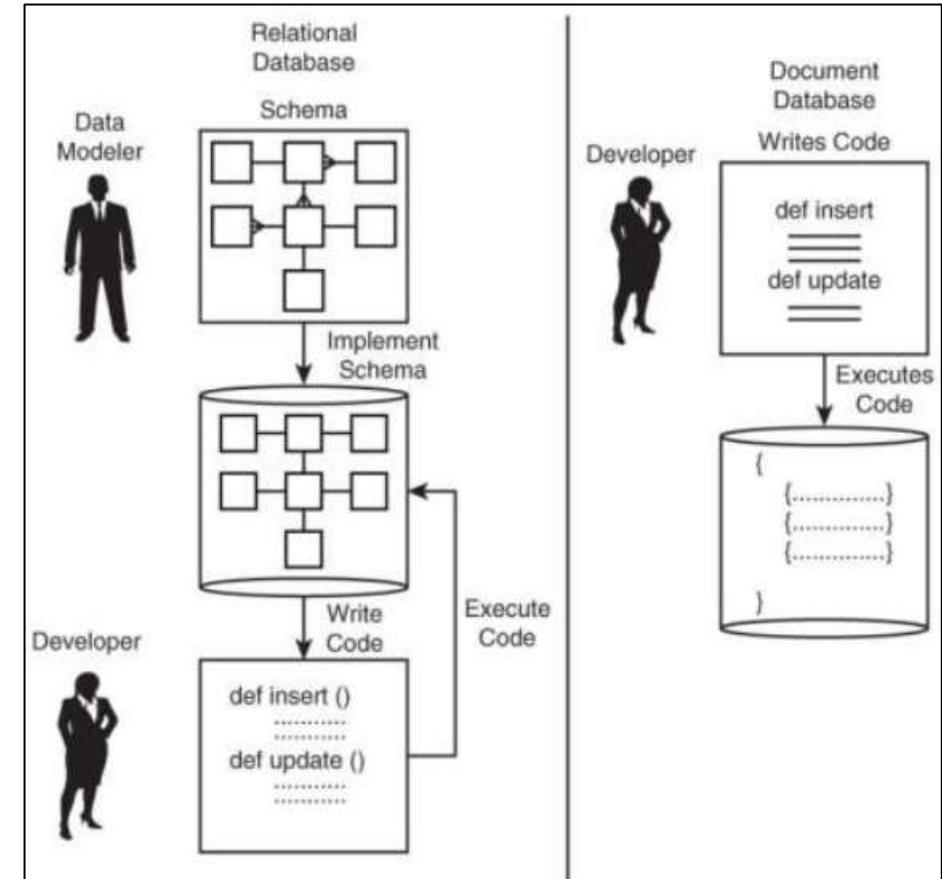 Relational
Database
Schema
Data
Modeler
Implement
Schema
Write
Code
Execute
Code
Developer
def insert ()
...........
...........
def update ()
...........
...........
Document
Database
Writes Code
Developer
def insert
def update
Executes
Code
{
{.............}
{.............}
{.............}
}